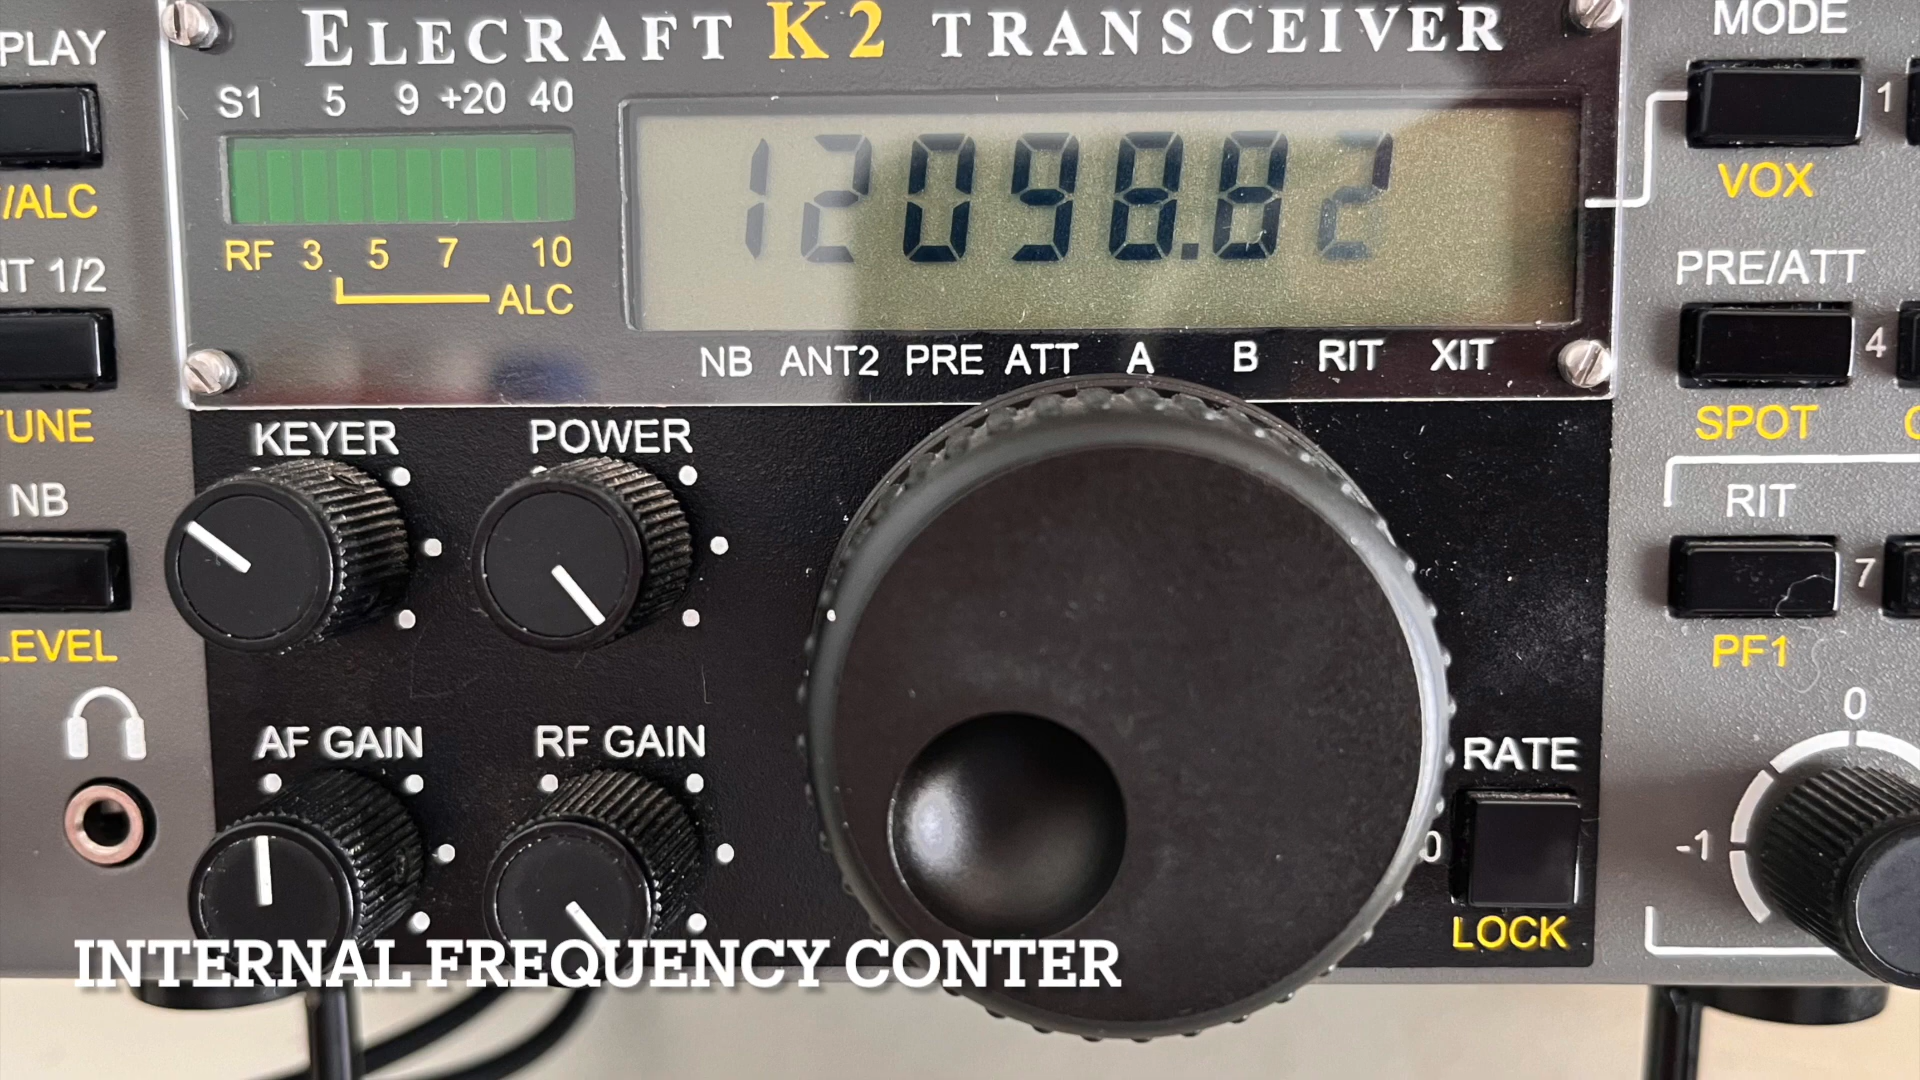 ELECRAFT K2 TRANSCEIVER
MODE
PLAY
S1 5 9 +20 40
12098.82
1
/ALC
VOX
RF 3 5 7 10
ALC
NT 1/2
PRE/ATT
NB ANT2 PRE ATT A B RIT XIT
4
TUNE
KEYER POWER
SPOT
NB
RIT
7
LEVEL
PF1
0
AF GAIN RF GAIN
RATE
-1
0
LOCK
INTERNAL FREQUENCY CONTER